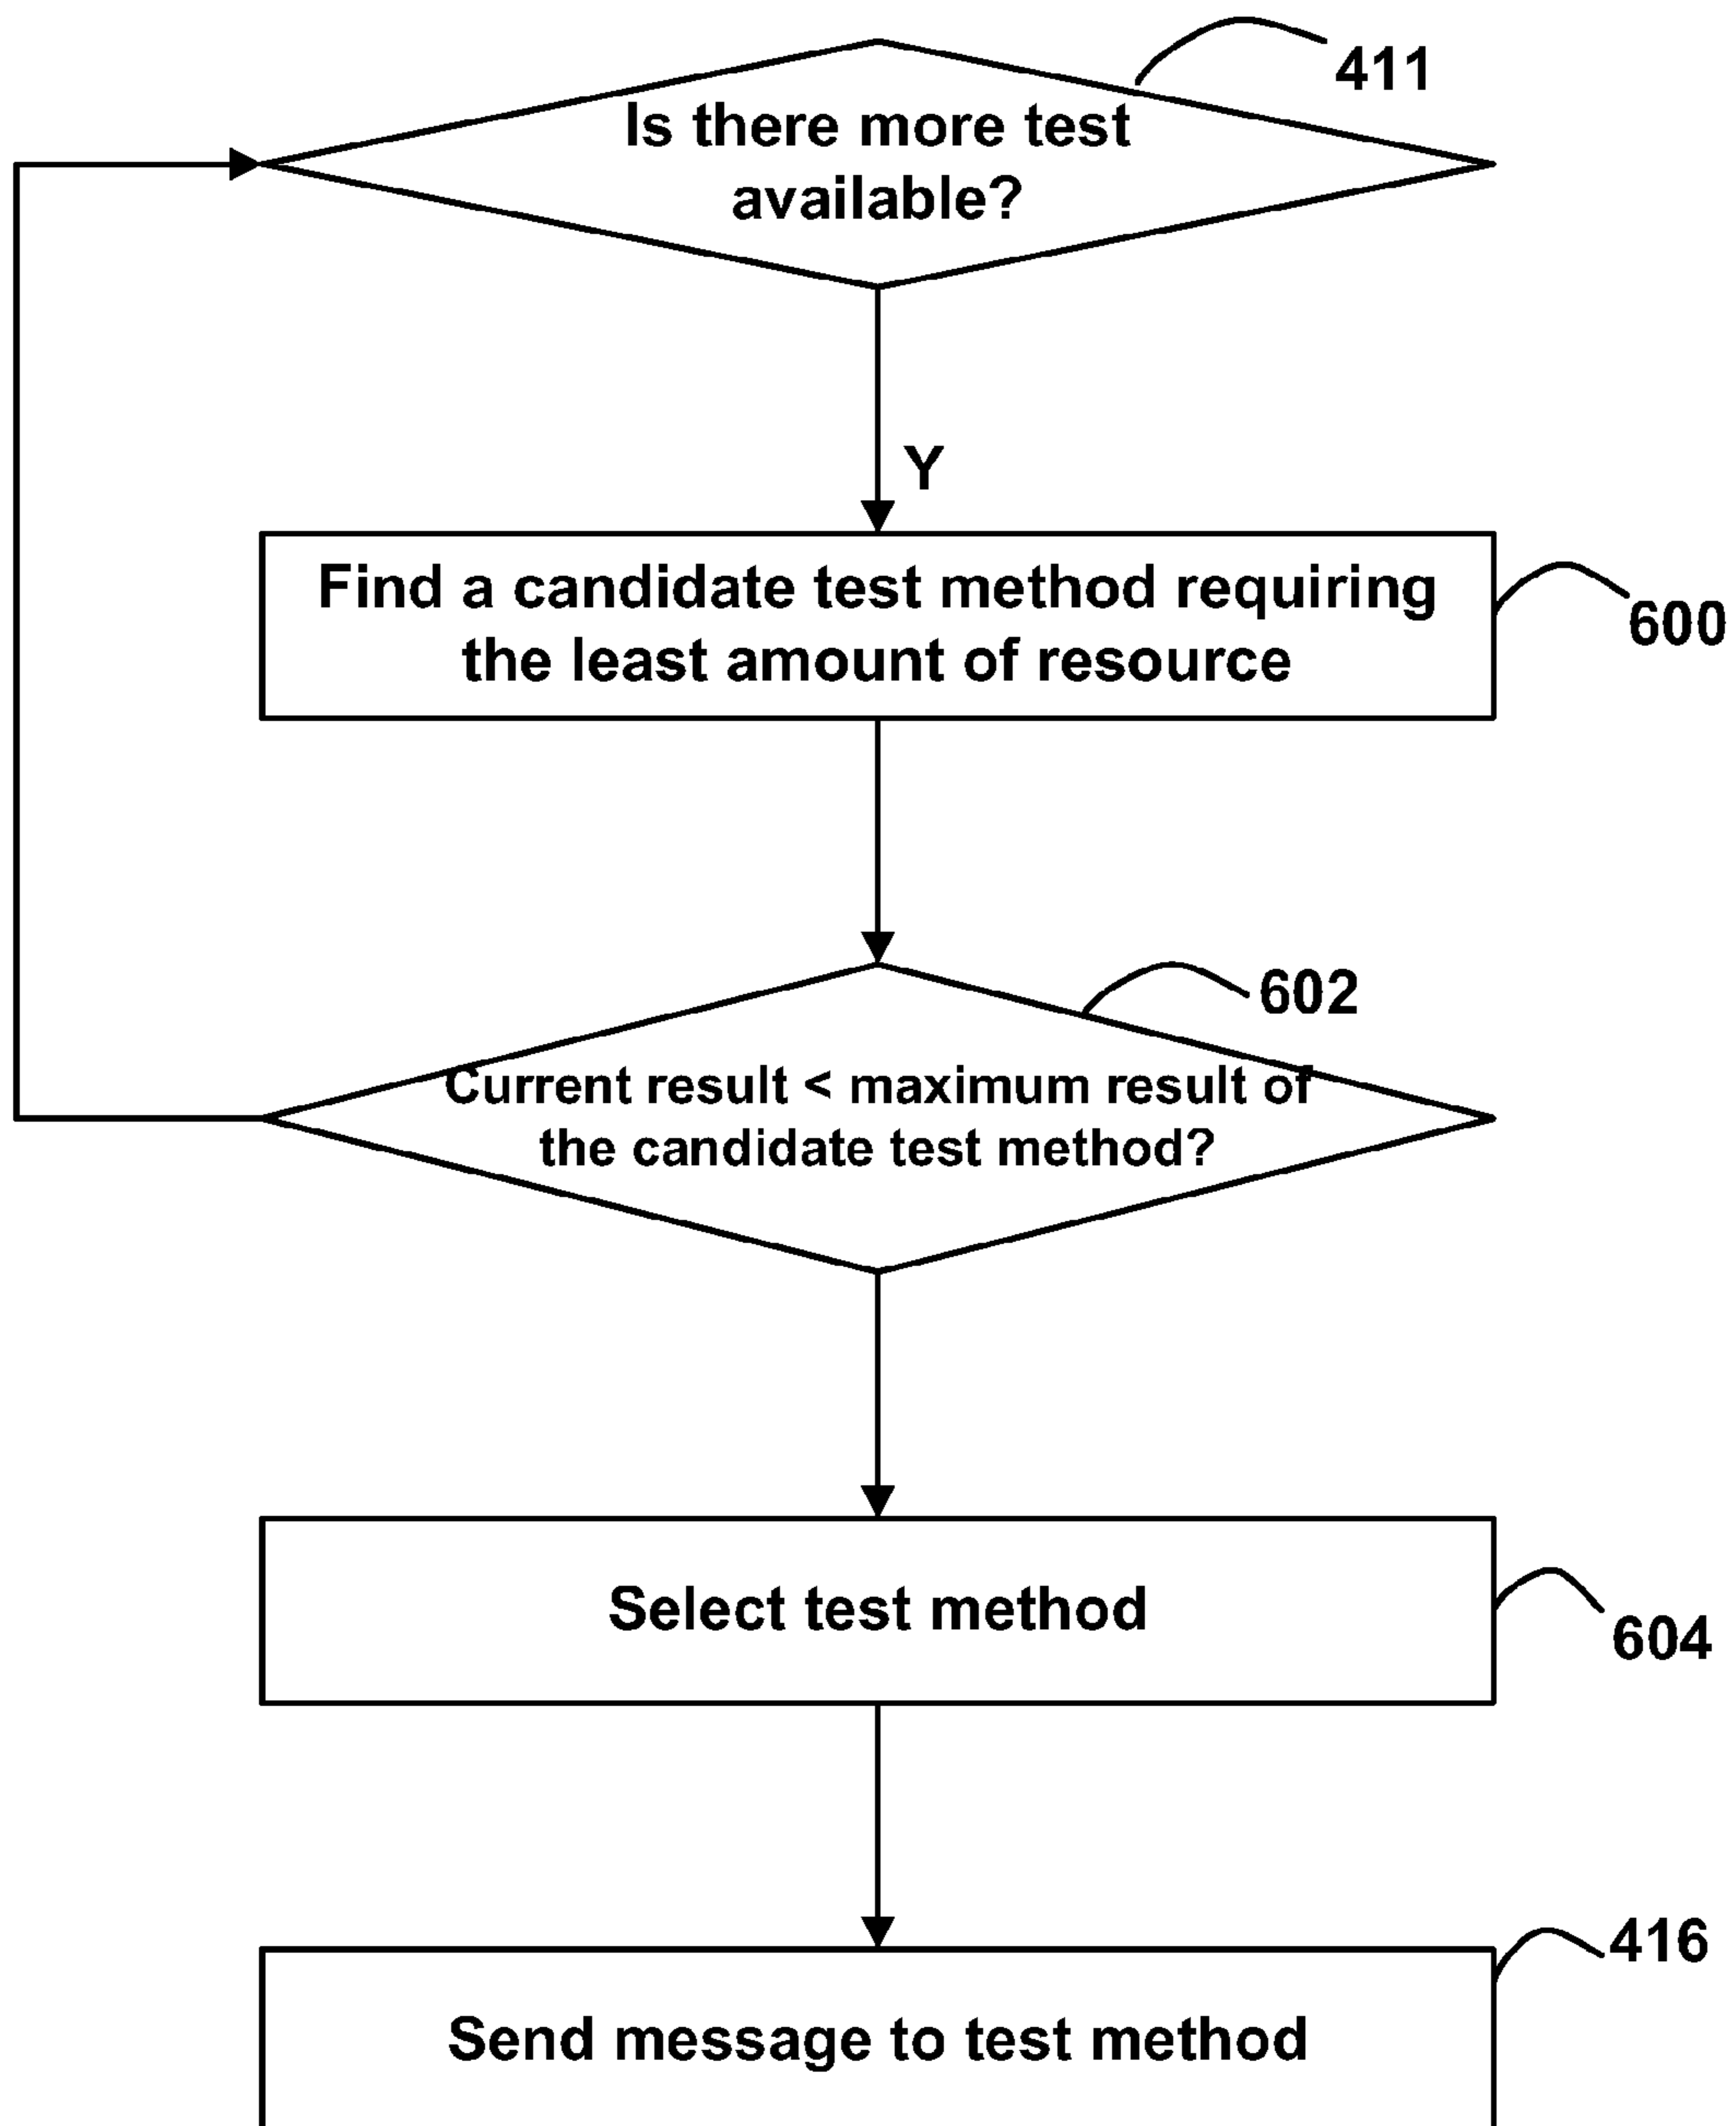 411
Is there more test
available?
Y
Find a candidate test method requiring
the least amount of resource
600
602
Current result < maximum result of
the candidate test method?
Select test method
604
416
Send message to test method